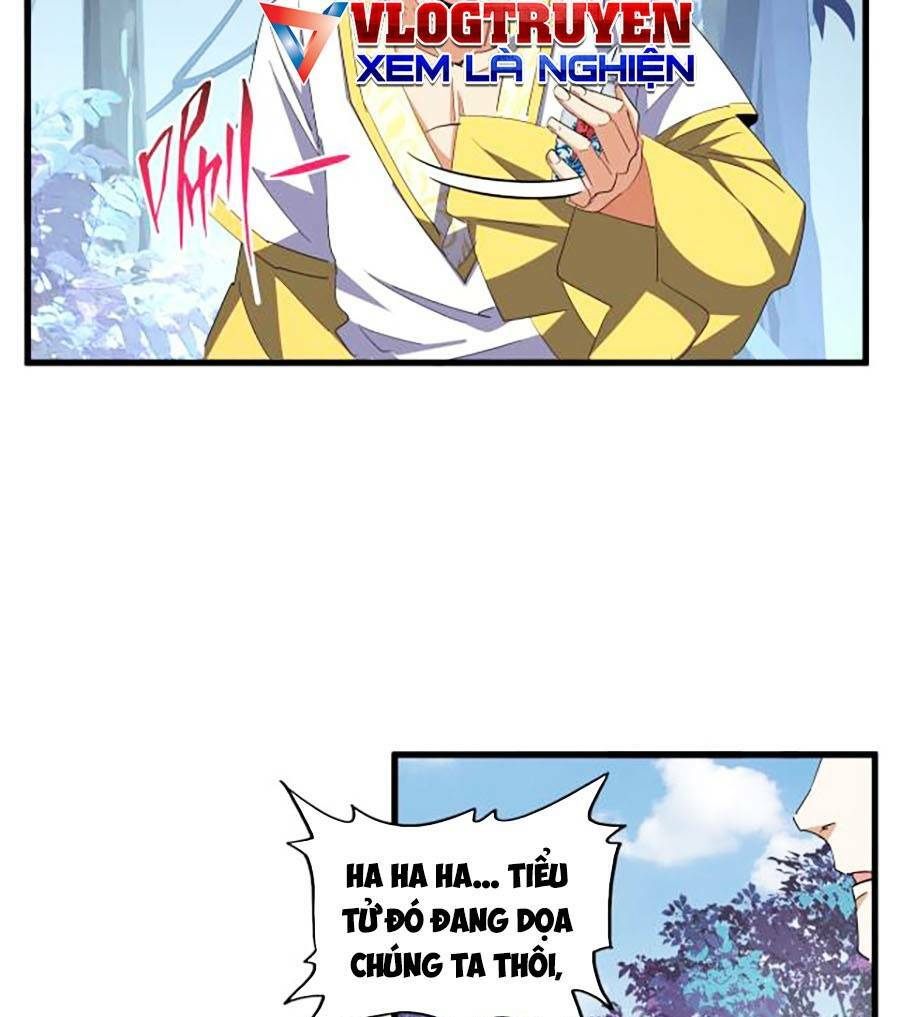 VLOGTRUYEN
XEM LÀ NGHIỆN
HA HA HA... TIỂU
TỬ ĐÓ ĐANG DỌA
CHÚNG TA THÔI,